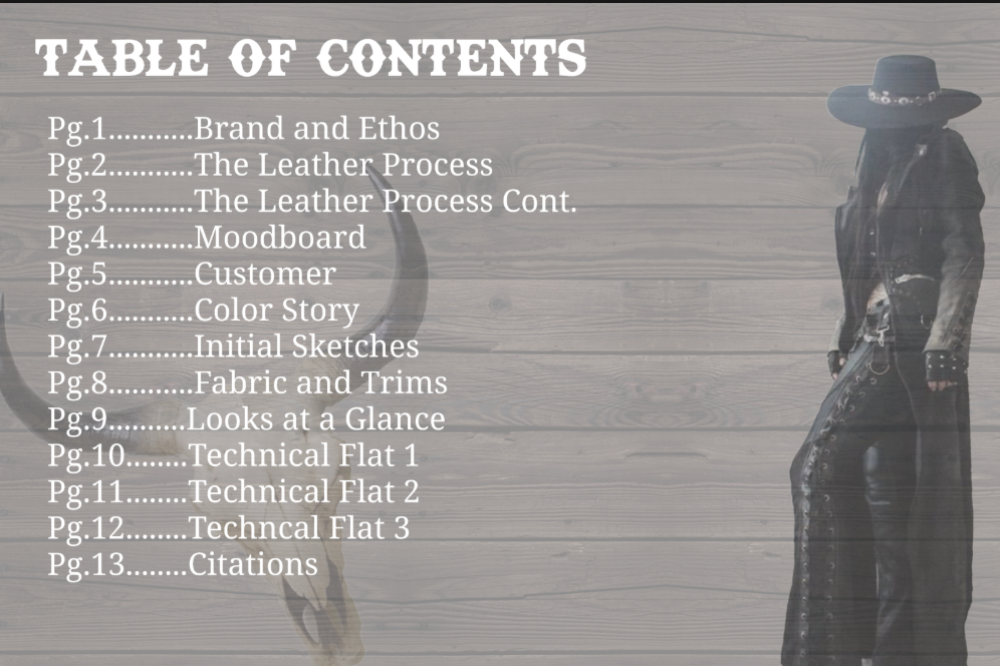 TABLE OF CONTENTS
Pg.1...........Brand and Ethos
Pg.2...........The Leather Process
Pg.3...........The Leather Process Cont.
Pg.4...........Moodboard
Pg.5...........Customer
Pg.6...........Color Story
Pg.7...........Initial Sketches
Pg.8...........Fabric and Trims
Pg.9..........Looks at a Glance
Pg.10........Technical Flat 1
Pg.11........Technical Flat 2
Pg.12........Techncal Flat 3
Pg.13........Citations